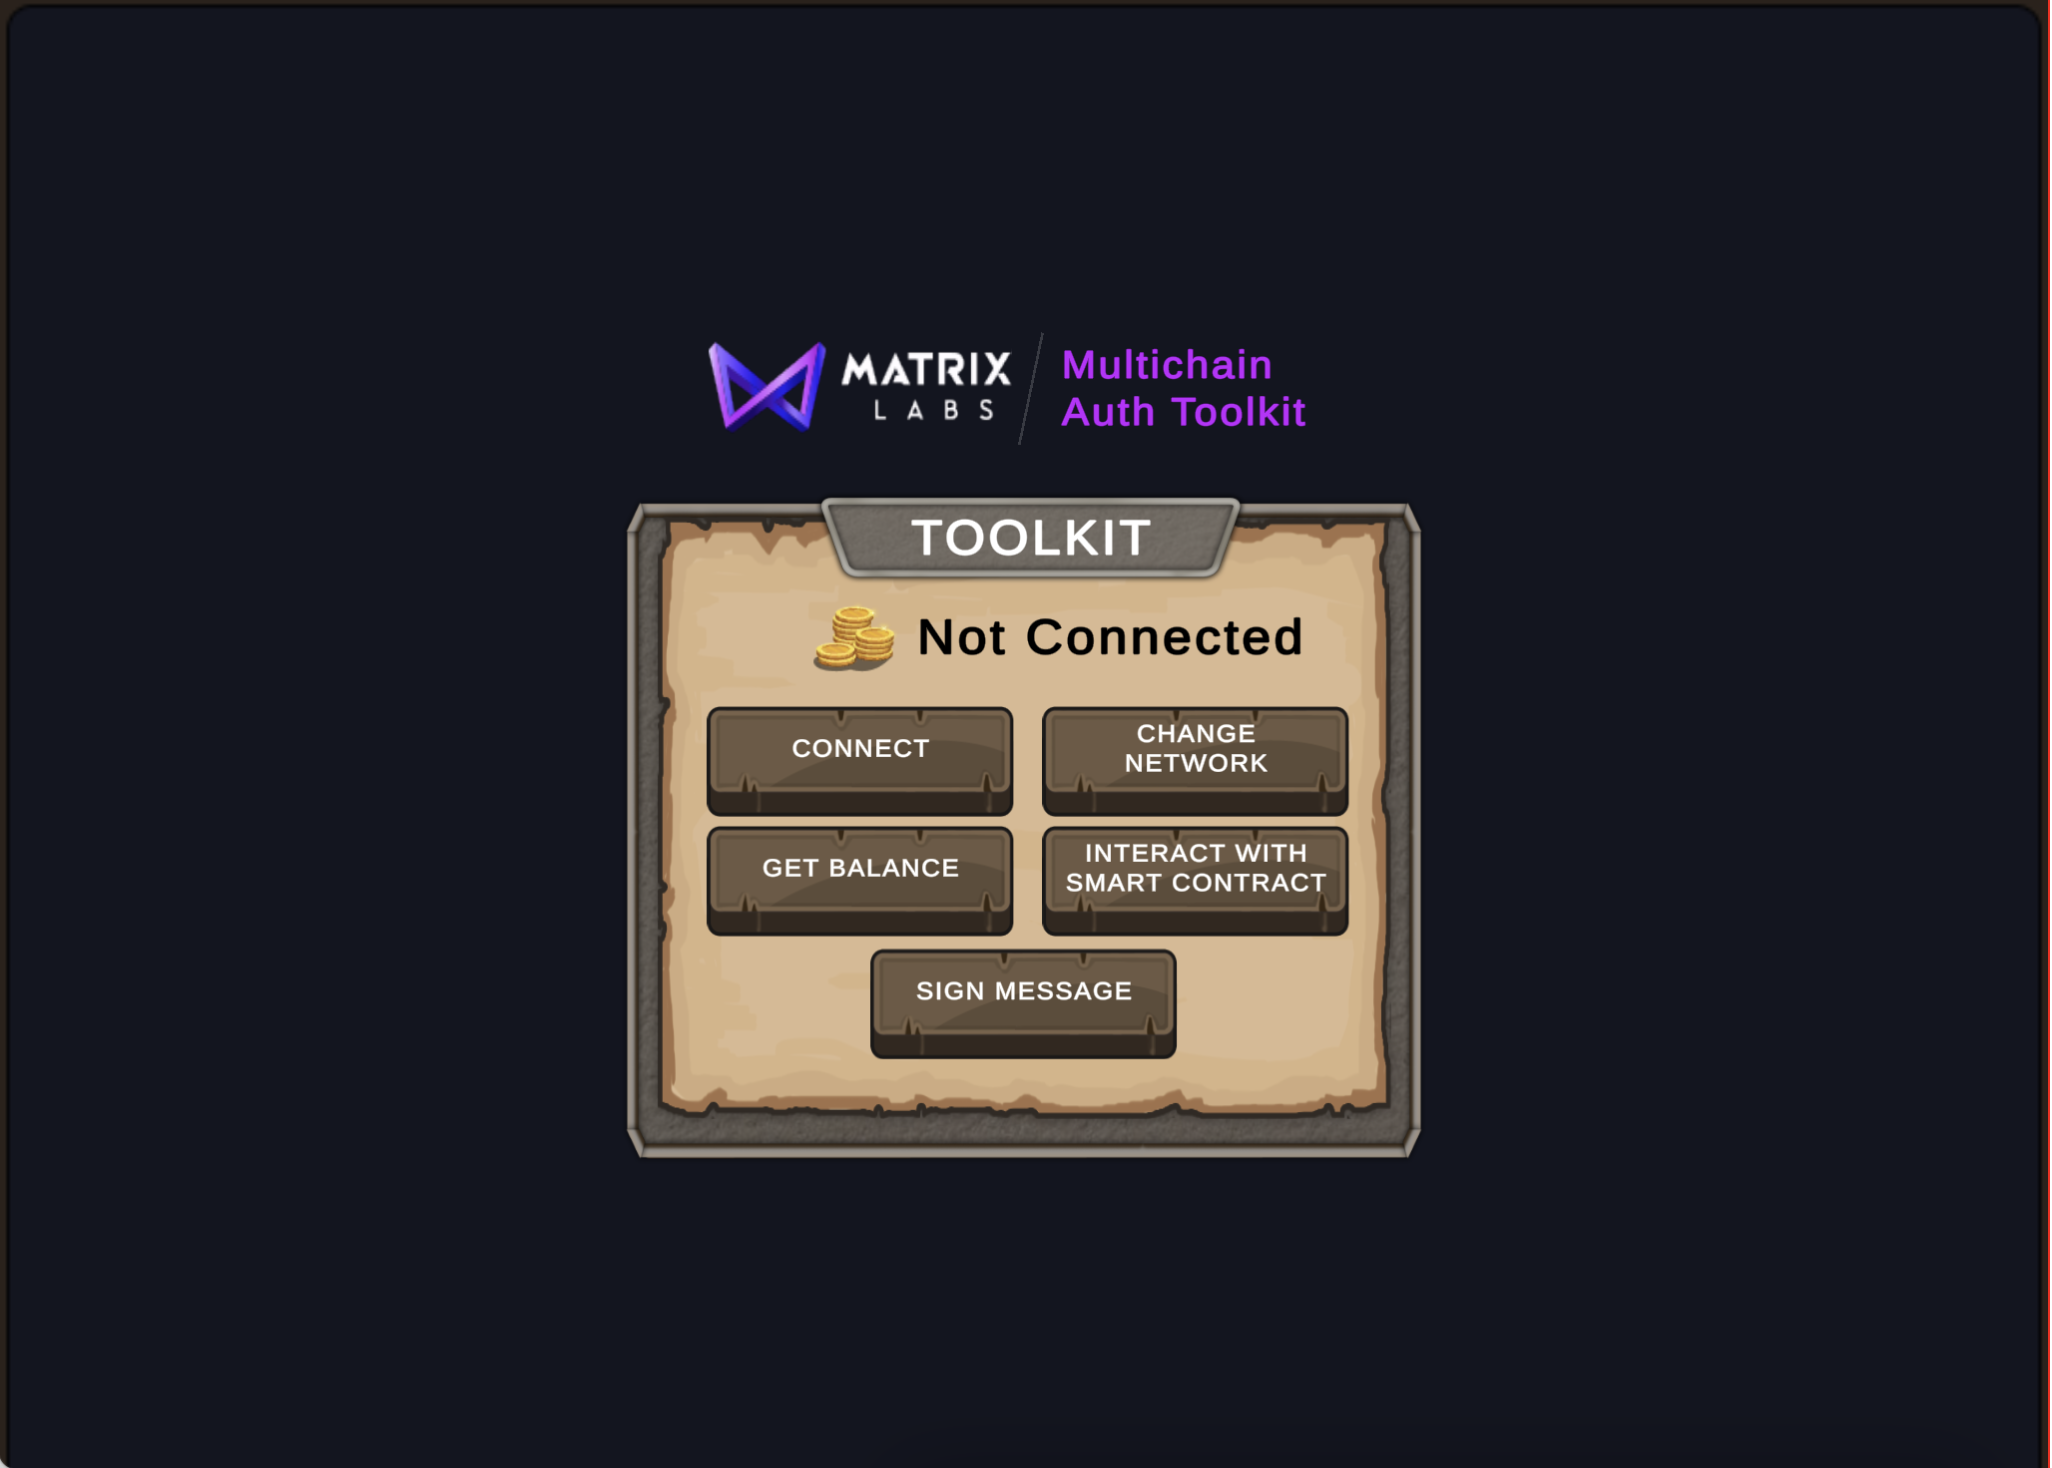 MATRIX
LABS
Multichain
Auth Toolkit
TOOLKIT
Not Connected
CONNECT
CHANGE
NETWORK
GET BALANCE
INTERACT WITH
SMART CONTRACT
SIGN MESSAGE